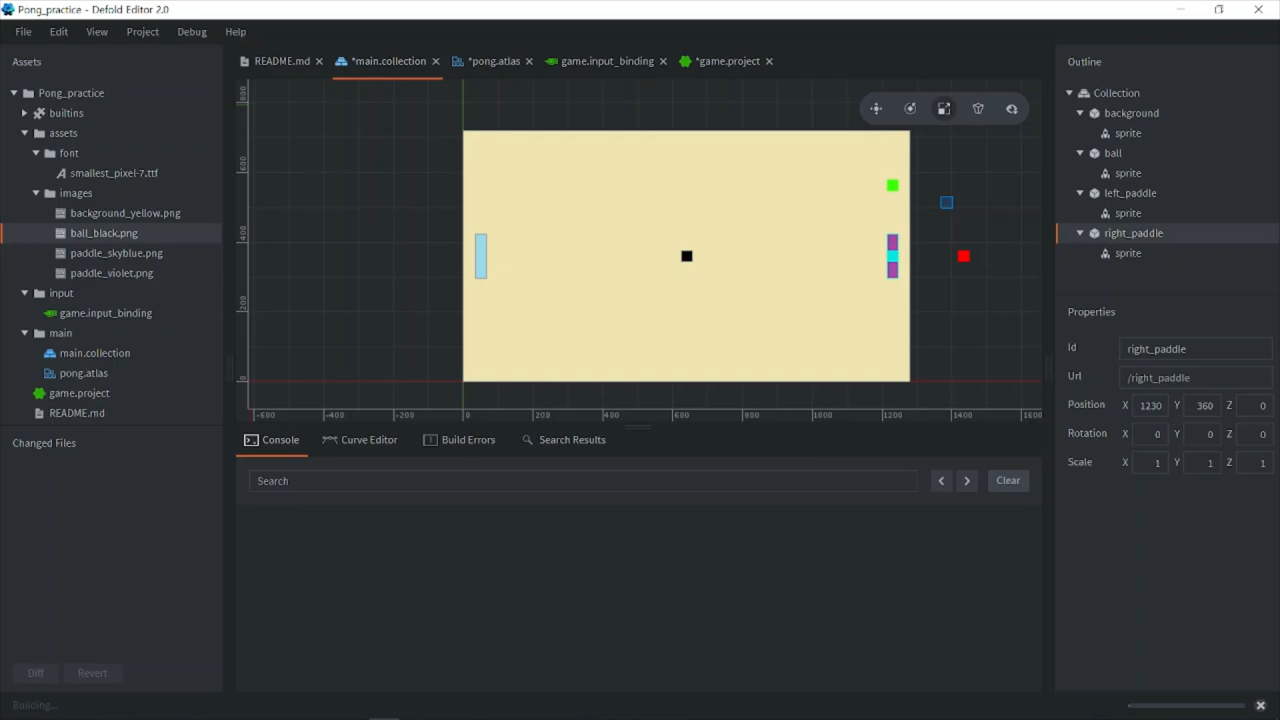 Pong_practice - Defold Editor 2.0
File Edit View Project Debug Help
Assets
Pong_practice
builtins
assets
font
smallest_pixel-7.ttf
images
background_yellow.png
ball_black.png
paddle_skyblue.png
paddle_violet.png
input
game.input_binding
main
main.collection
pong.atlas
game.project
README.md
Changed Files
Diff Revert
Building...
README.md *main.collection *pong.atlas game.input_binding *game.project
800
600
400
200
0
-600 -400 -200 0 200 400 600 800 1000 1200 1400 1600
Console Curve Editor Build Errors Search Results
Search Clear
Outline
Collection
background
sprite
ball
sprite
left_paddle
sprite
right_paddle
sprite
Properties
Id right_paddle
Url /right_paddle
Position X 1230 Y 360 Z 0
Rotation X 0 Y 0 Z 0
Scale X 1 Y 1 Z 1